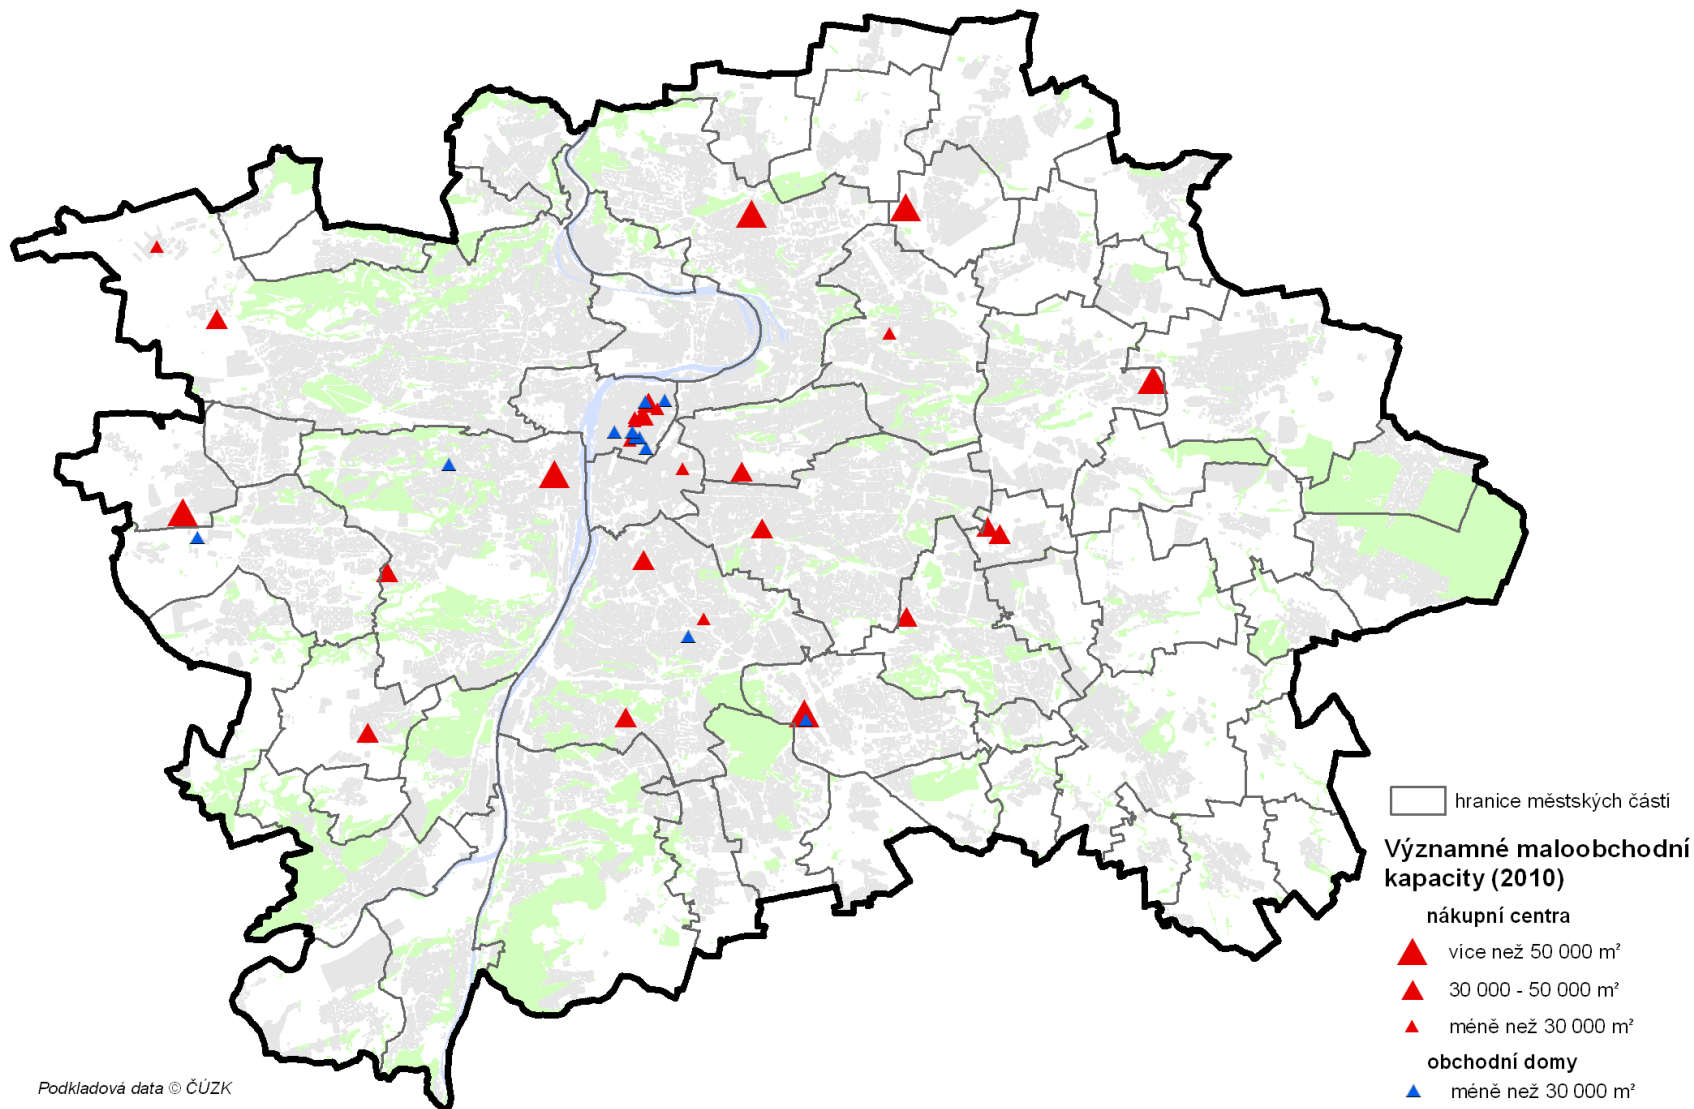 hranice městských částí
Významné maloobchodní
kapacity (2010)
nákupní centra
více než 50 000 m²
30 000 - 50 000 m²
méně než 30 000 m²
obchodní domy
méně než 30 000 m²
Podkladová data © ČÚZK